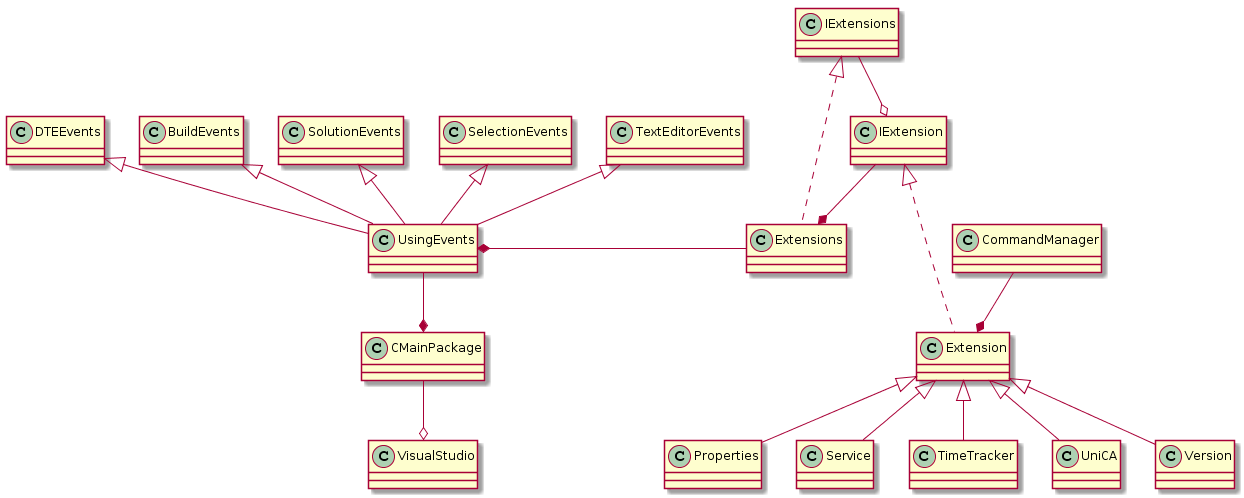 C IExtensions
C DTEEvents
C BuildEvents
C SolutionEvents
C SelectionEvents
C TextEditorEvents
C IExtension
C UsingEvents
C Extensions
C CommandManager
C CMainPackage
C Extension
C VisualStudio
C Properties
C Service
C TimeTracker
C UniCA
C Version